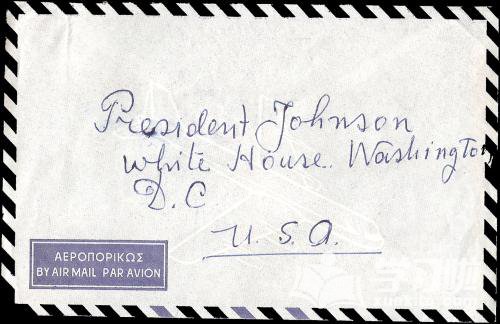 President Johnson
White House. Washington
D.C.
U.S.A.
ΑΕΡΟΠΟΡΙΚΩΣ
BY AIR MAIL PAR AVION